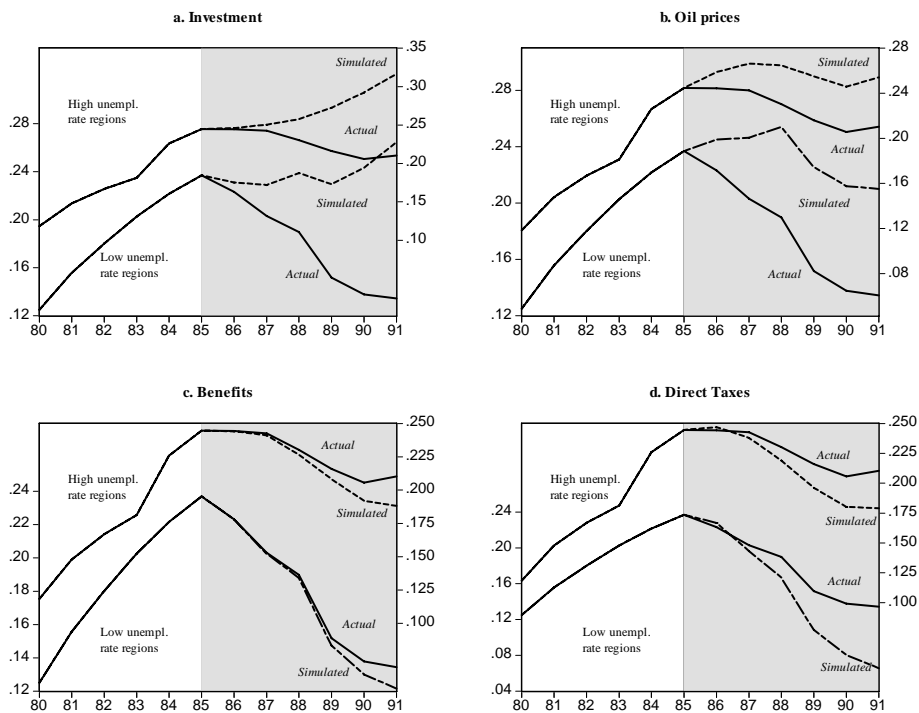 a. Investment
.35
Simulated
.30
High unempl.
rate regions
.28
.25
Actual
.24
.20
.20
.15
Simulated
.10
Low unempl.
rate regions
.16
Actual
.12
80 81 82 83 84 85 86 87 88 89 90 91
b. Oil prices
.28
Simulated
.28
.24
High unempl.
rate regions
.24
.20
Actual
.20
.16
Simulated
.12
Low unempl.
rate regions
.16
Actual
.08
.12
80 81 82 83 84 85 86 87 88 89 90 91
c. Benefits
.250
Actual
.225
High unempl.
rate regions
.24
.200
Simulated
.175
.20
.150
.18
.125
.16
.100
Low unempl.
rate regions
Actual
.14
Simulated
.12
80 81 82 83 84 85 86 87 88 89 90 91
d. Direct Taxes
.250
Actual
.225
High unempl.
rate regions
.200
.24
.175
Simulated
.20
.150
.16
.125
Actual
.12
.100
Low unempl.
rate regions
.08
Simulated
.04
80 81 82 83 84 85 86 87 88 89 90 91